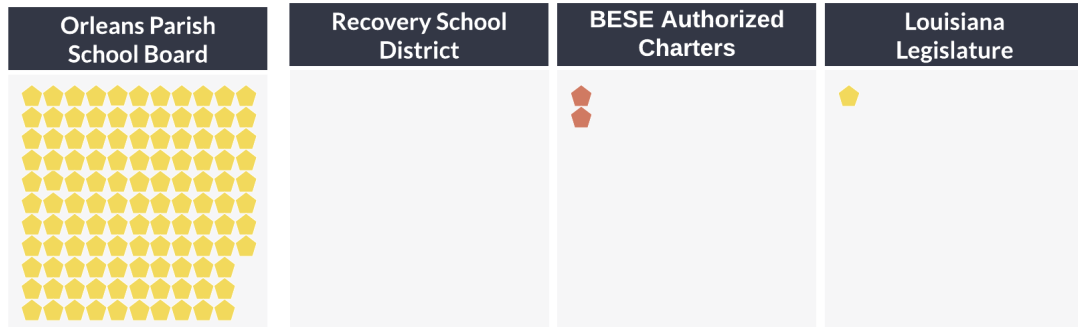 Orleans Parish
School Board
Recovery School
District
BESE Authorized
Charters
Louisiana
Legislature